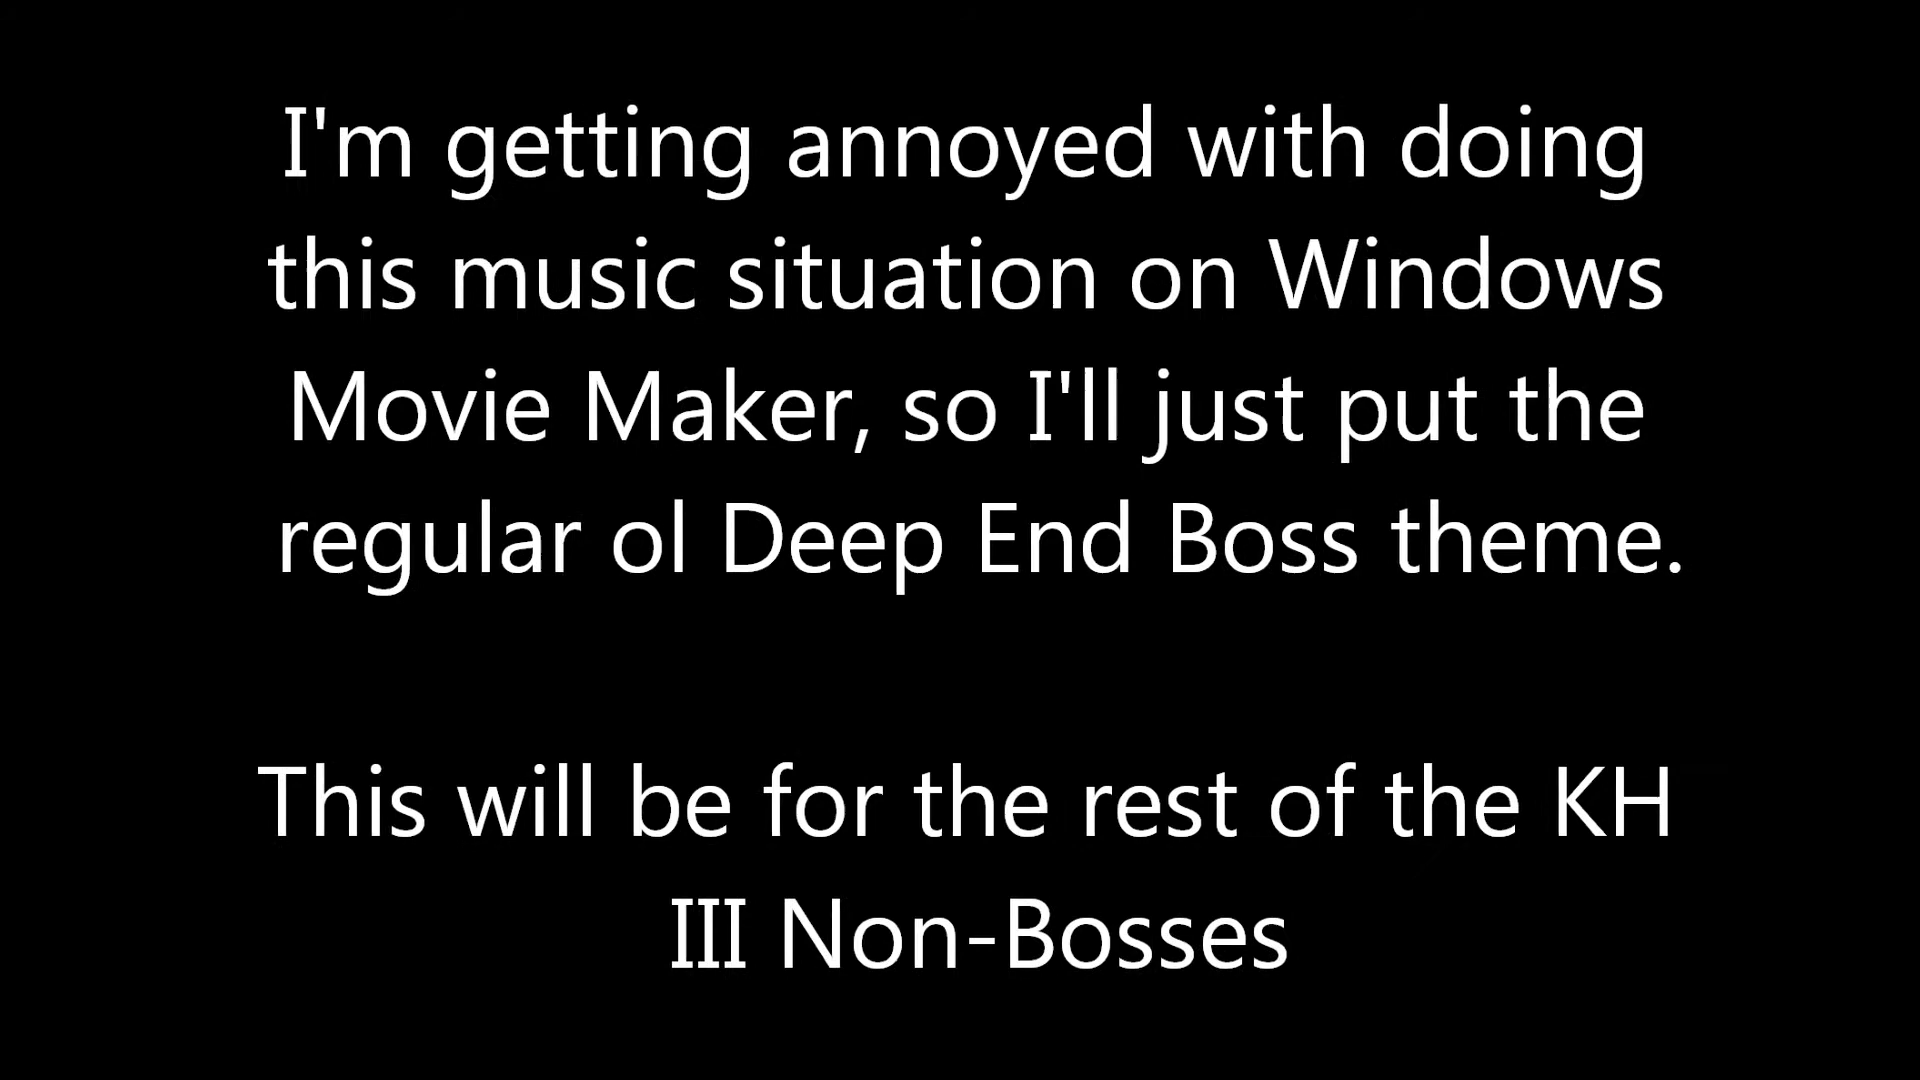 I'm getting annoyed with doing
this music situation on Windows
Movie Maker, so I'll just put the
regular ol Deep End Boss theme.
This will be for the rest of the KH
III Non-Bosses